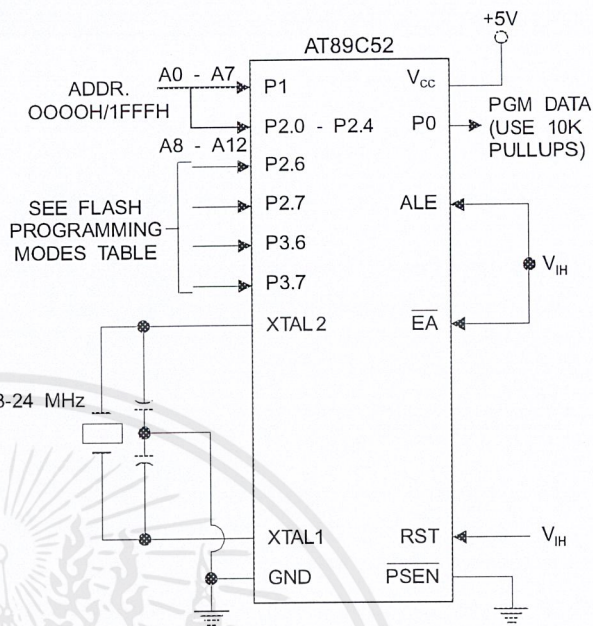 +5V
AT89C52
ADDR.
OOOOH/1FFFH
A0 - A7
A8 - A12
P1
P2.0 - P2.4
P2.6
P2.7
P3.6
P3.7
SEE FLASH
PROGRAMMING
MODES TABLE
XTAL2
3-24 MHz
XTAL1
GND
VCC
P0
PGM DATA
(USE 10K
PULLUPS)
ALE
VIH
EA
RST
VIH
PSEN